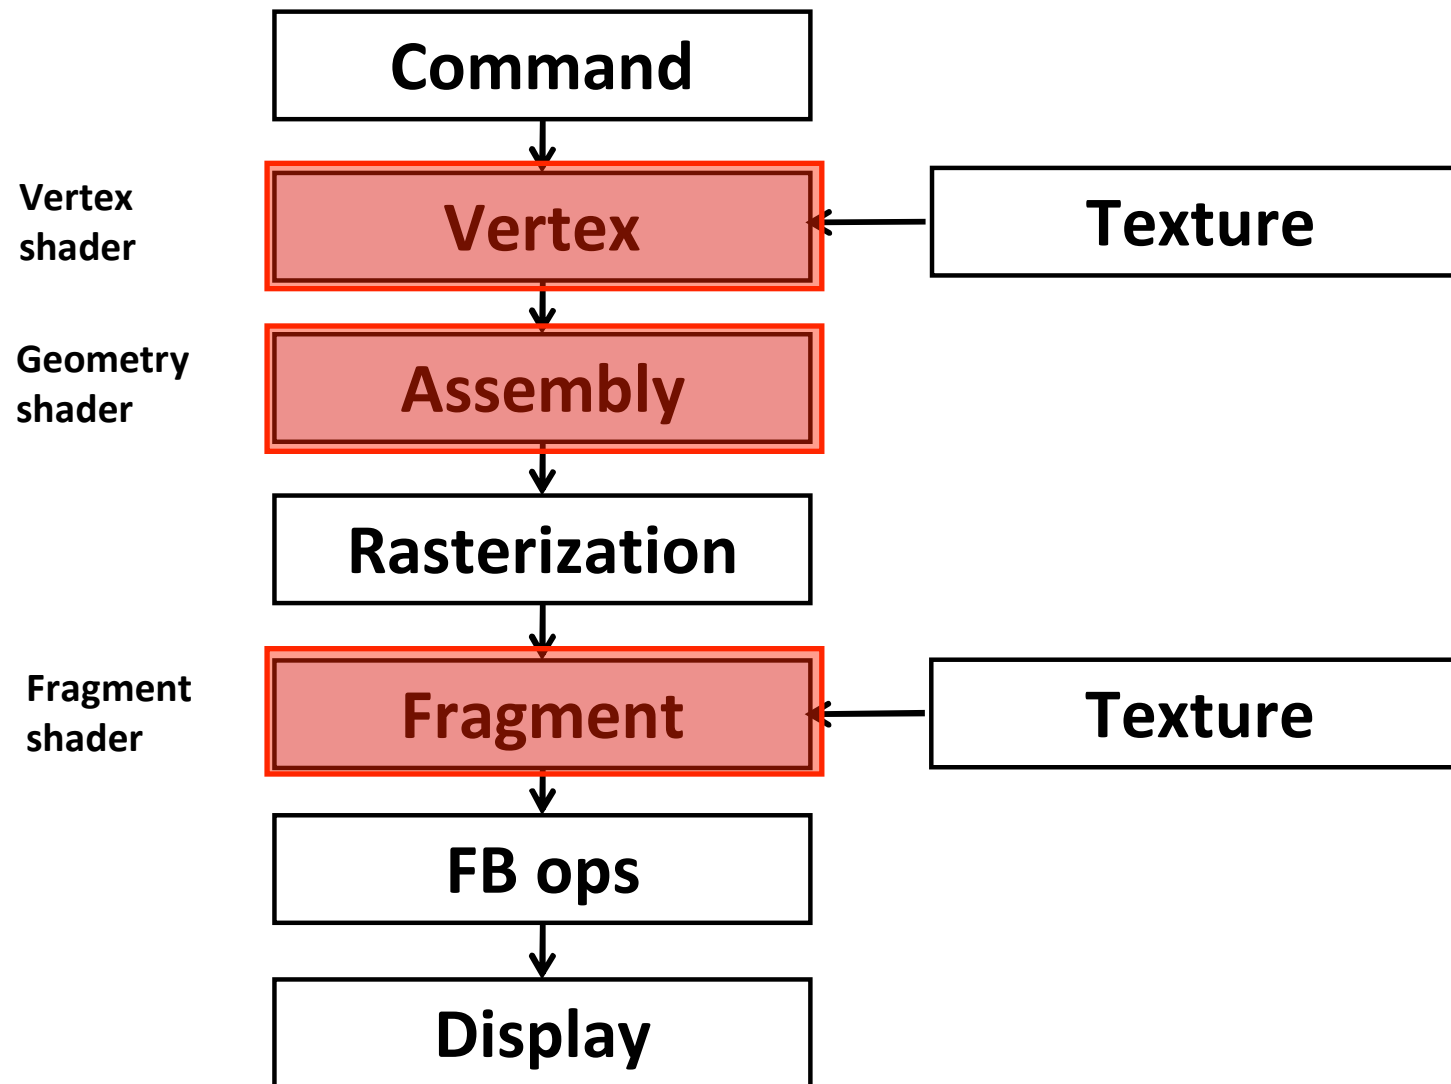 Command
Vertex
shader
Vertex
Texture
Geometry
shader
Assembly
Rasterization
Fragment
shader
Fragment
Texture
FB ops
Display